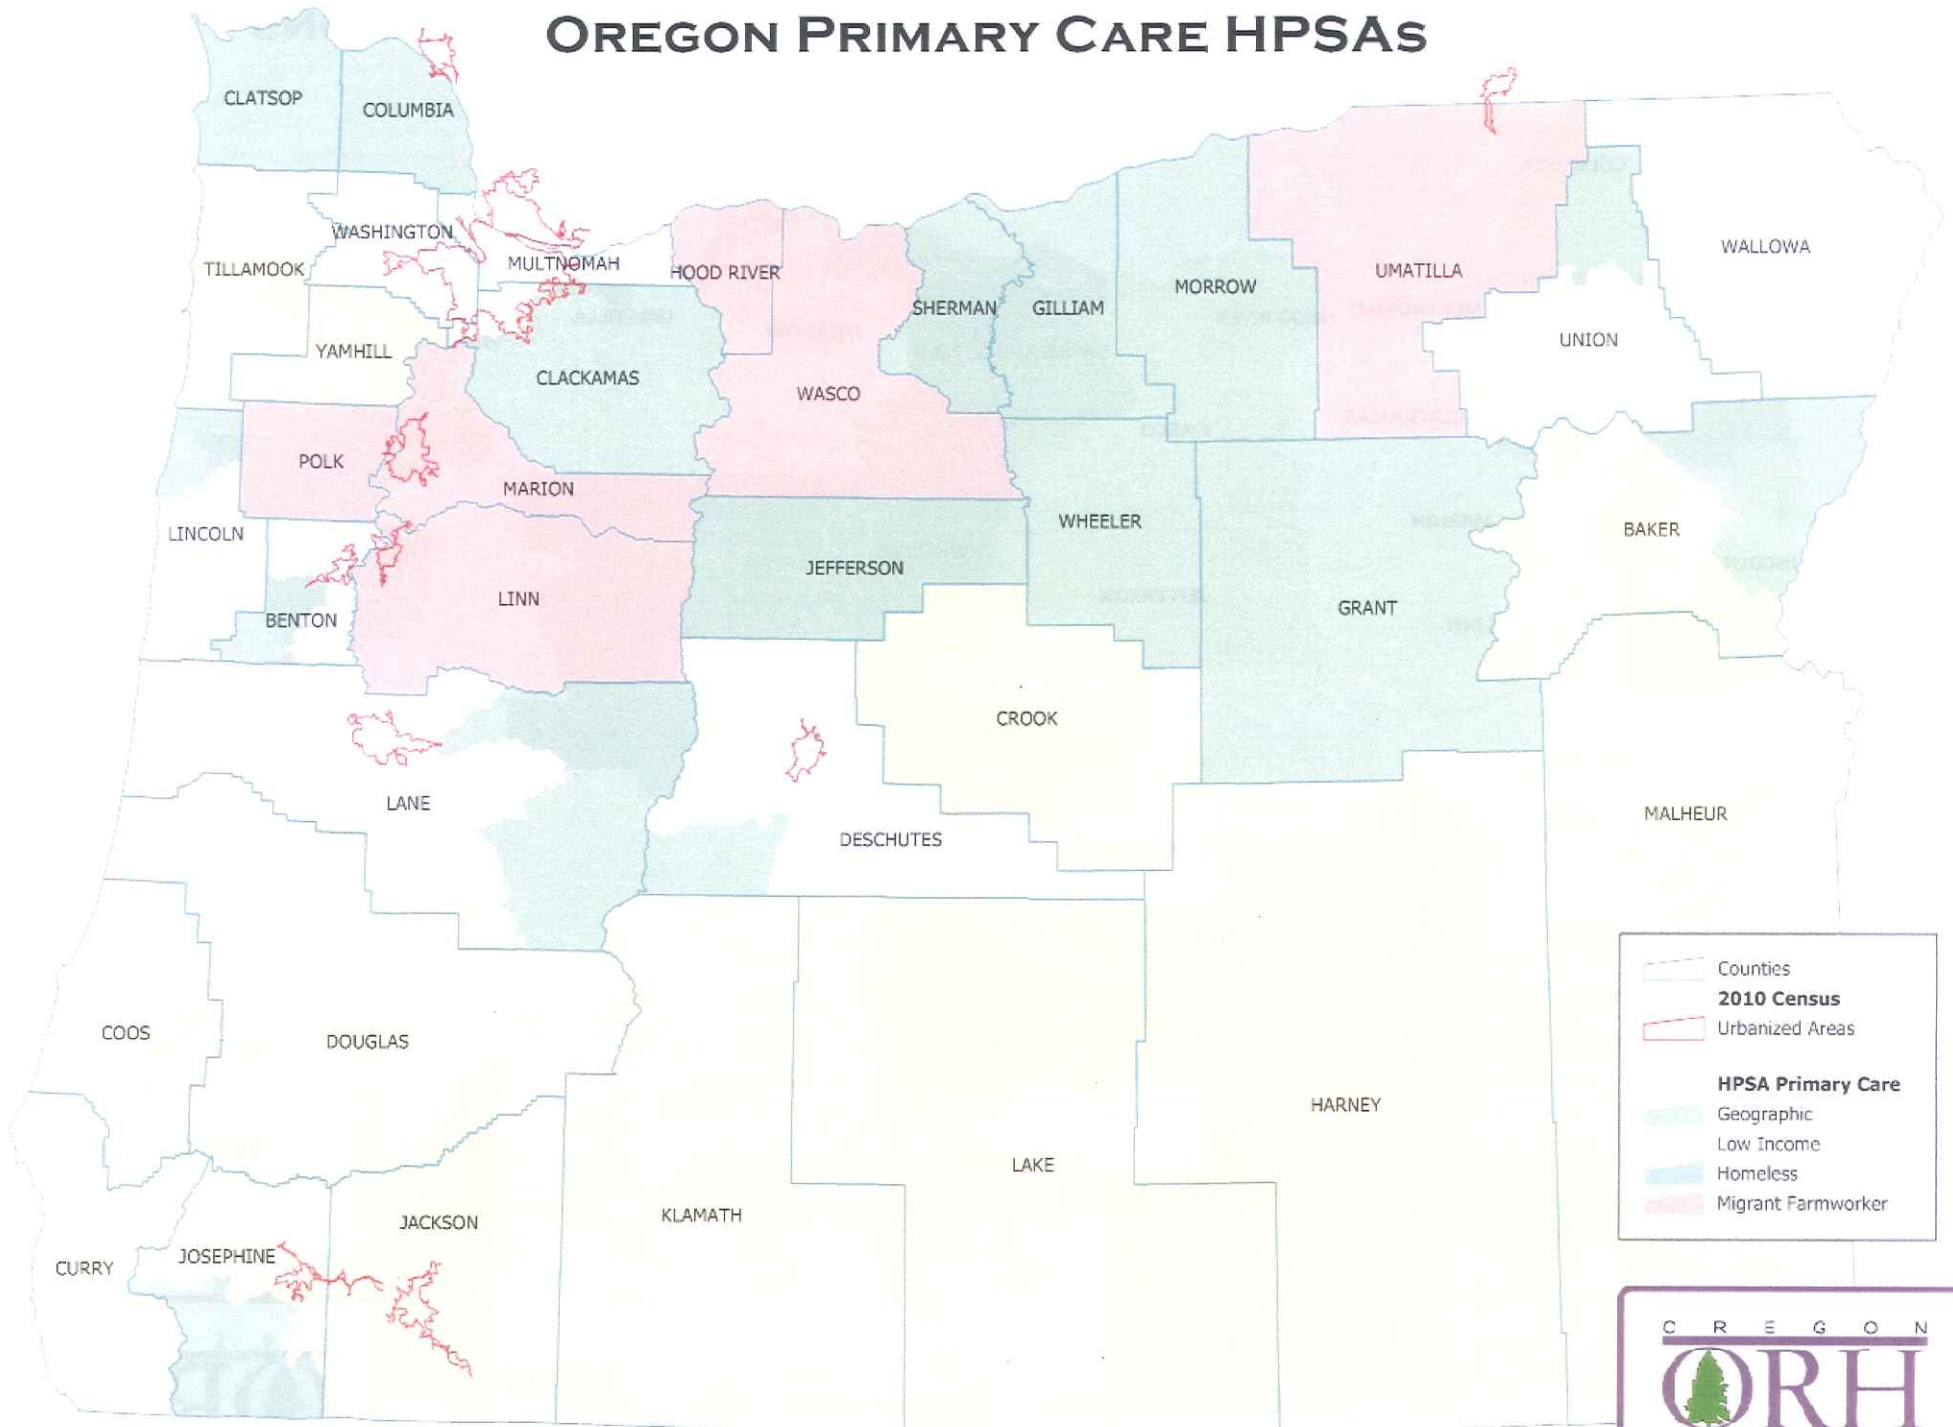 OREGON PRIMARY CARE HPSAS
CLATSOP
COLUMBIA
WASHINGTON
MULTNOMAH
TILLAMOOK
HOOD RIVER
WALLOWA
UMATILLA
MORROW
SHERMAN
GILLIAM
UNION
YAMHILL
CLACKAMAS
WASCO
POLK
MARION
LINCOLN
WHEELER
BAKER
JEFFERSON
LINN
GRANT
BENTON
CROOK
LANE
DESCHUTES
MALHEUR
COOS
DOUGLAS
HARNEY
LAKE
KLAMATH
JACKSON
JOSEPHINE
CURRY
Counties
2010 Census
Urbanized Areas
HPSA Primary Care
Geographic
Low Income
Homeless
Migrant Farmworker
OREGON
ORH